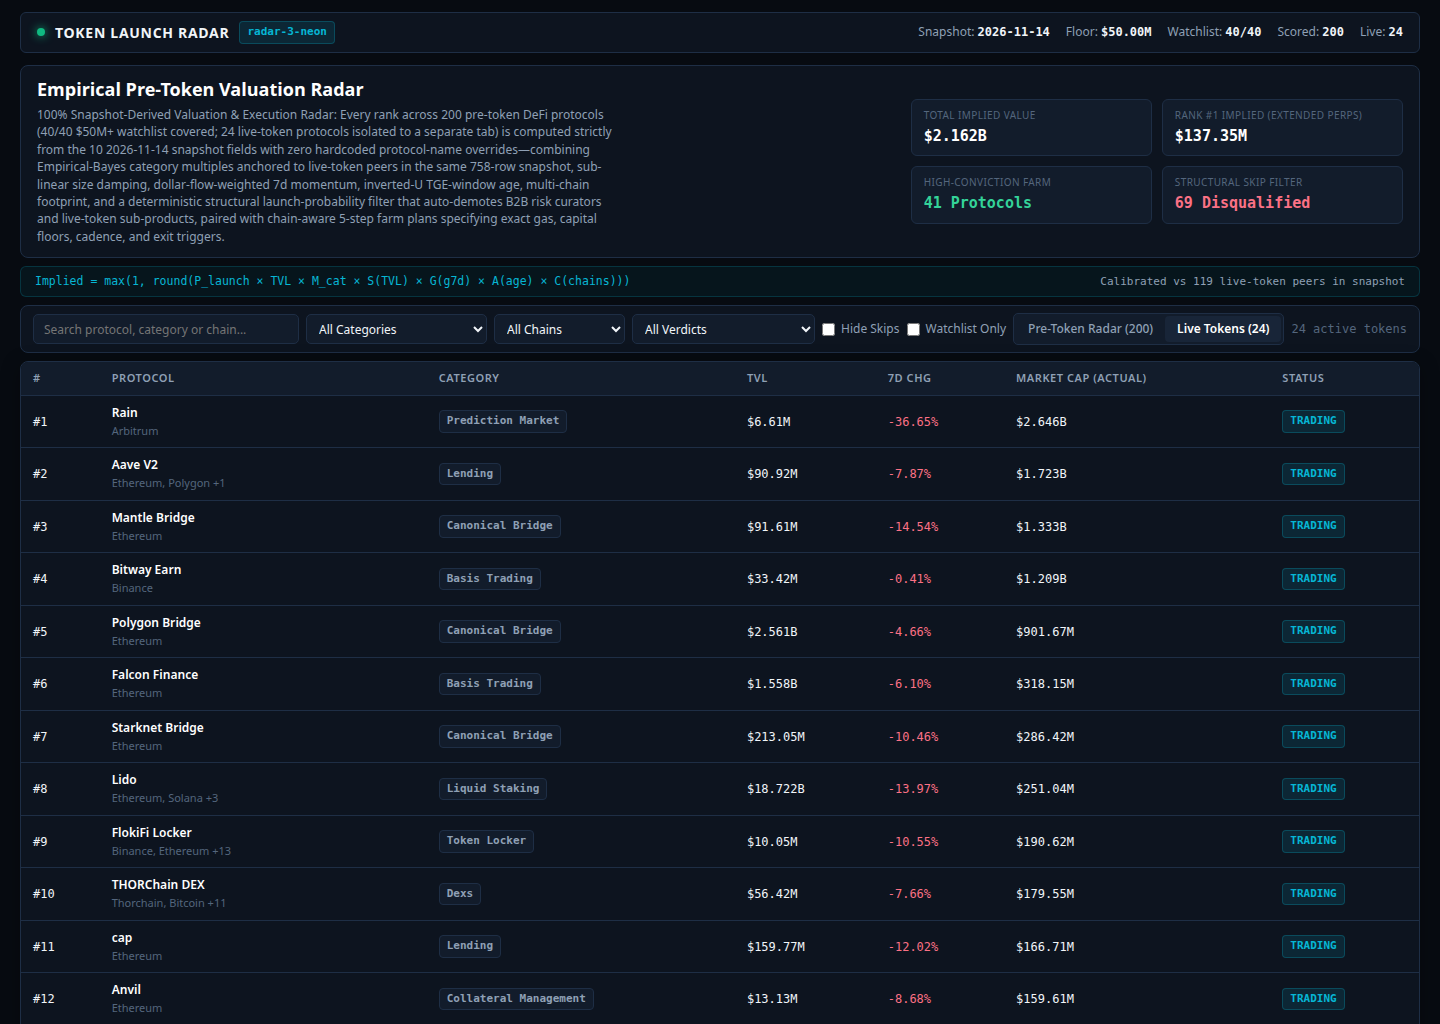 TOKEN LAUNCH RADAR radar-3-neon Snapshot: 2026-11-14 Floor: $50.00M Watchlist: 40/40 Scored: 200 Live: 24
Empirical Pre-Token Valuation Radar
100% Snapshot-Derived Valuation & Execution Radar: Every rank across 200 pre-token DeFi protocols
(40/40 $50M+ watchlist covered; 24 live-token protocols isolated to a separate tab) is computed strictly
from the 10 2026-11-14 snapshot fields with zero hardcoded protocol-name overrides—combining
Empirical-Bayes category multiples anchored to live-token peers in the same 758-row snapshot, sub-
linear size damping, dollar-flow-weighted 7d momentum, inverted-U TGE-window age, multi-chain
footprint, and a deterministic structural launch-probability filter that auto-demotes B2B risk curators
and live-token sub-products, paired with chain-aware 5-step farm plans specifying exact gas, capital
floors, cadence, and exit triggers.
TOTAL IMPLIED VALUE
$2.162B
RANK #1 IMPLIED (EXTENDED PERPS)
$137.35M
HIGH-CONVICTION FARM
41 Protocols
STRUCTURAL SKIP FILTER
69 Disqualified
Implied = max(1, round(P_launch × TVL × M_cat × S(TVL) × G(g7d) × A(age) × C(chains))) Calibrated vs 119 live-token peers in snapshot
Search protocol, category or chain... All Categories All Chains All Verdicts Hide Skips Watchlist Only Pre-Token Radar (200) Live Tokens (24) 24 active tokens
# PROTOCOL CATEGORY TVL 7D CHG MARKET CAP (ACTUAL) STATUS
#1 Rain Prediction Market $6.61M -36.65% $2.646B TRADING
Arbitrum
#2 Aave V2 Lending $90.92M -7.87% $1.723B TRADING
Ethereum, Polygon +1
#3 Mantle Bridge Canonical Bridge $91.61M -14.54% $1.333B TRADING
Ethereum
#4 Bitway Earn Basis Trading $33.42M -0.41% $1.209B TRADING
Binance
#5 Polygon Bridge Canonical Bridge $2.561B -4.66% $901.67M TRADING
Ethereum
#6 Falcon Finance Basis Trading $1.558B -6.10% $318.15M TRADING
Ethereum
#7 Starknet Bridge Canonical Bridge $213.05M -10.46% $286.42M TRADING
Ethereum
#8 Lido Liquid Staking $18.722B -13.97% $251.04M TRADING
Ethereum, Solana +3
#9 FlokiFi Locker Token Locker $10.05M -10.55% $190.62M TRADING
Binance, Ethereum +13
#10 THORChain DEX Dexs $56.42M -7.66% $179.55M TRADING
Thorchain, Bitcoin +11
#11 cap Lending $159.77M -12.02% $166.71M TRADING
Ethereum
#12 Anvil Collateral Management $13.13M -8.68% $159.61M TRADING
Ethereum